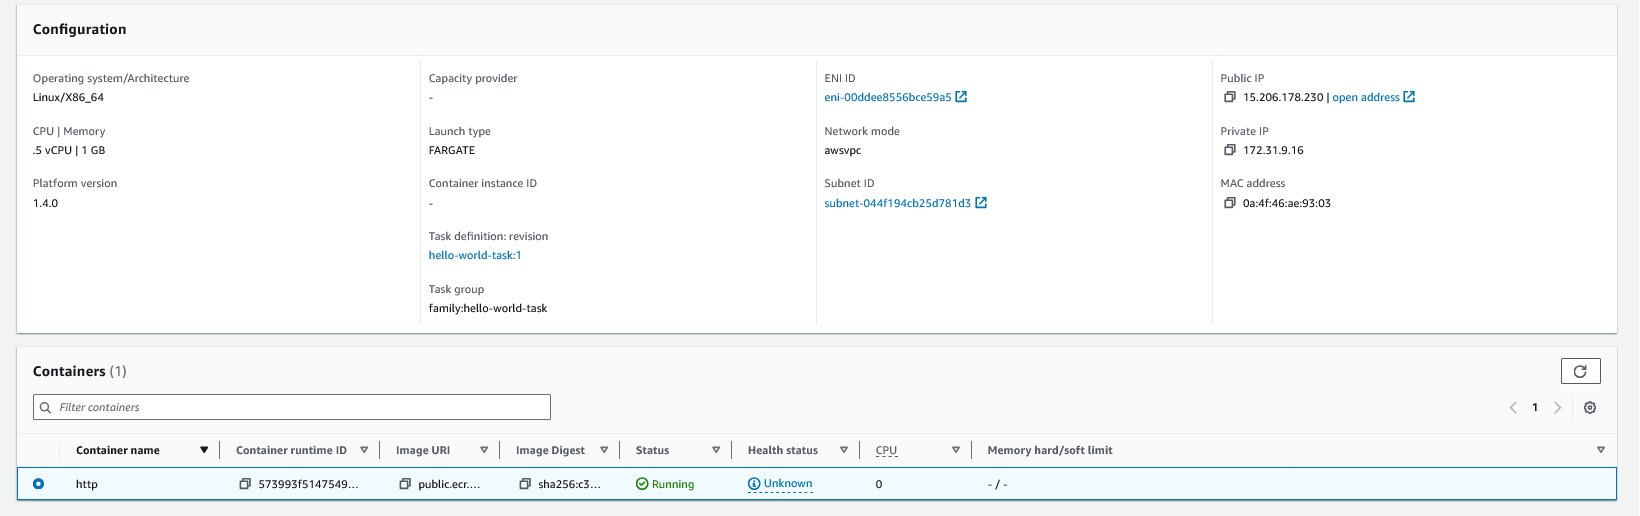 Configuration
Operating system/Architecture
Linux/X86_64
CPU | Memory
.5 vCPU | 1 GB
Platform version
1.4.0
Capacity provider
-
Launch type
FARGATE
Container instance ID
-
Task definition: revision
hello-world-task:1
Task group
family:hello-world-task
ENI ID
eni-00ddee8556bce59a5
Network mode
awsvpc
Subnet ID
subnet-044f194cb25d781d3
Public IP
15.206.178.230 | open address
Private IP
172.31.9.16
MAC address
0a:4f:46:ae:93:03
Containers (1)
Filter containers
1
Container name Container runtime ID Image URI Image Digest Status Health status CPU Memory hard/soft limit
http 573993f5147549... public.ecr.... sha256:c3... Running Unknown 0 - / -